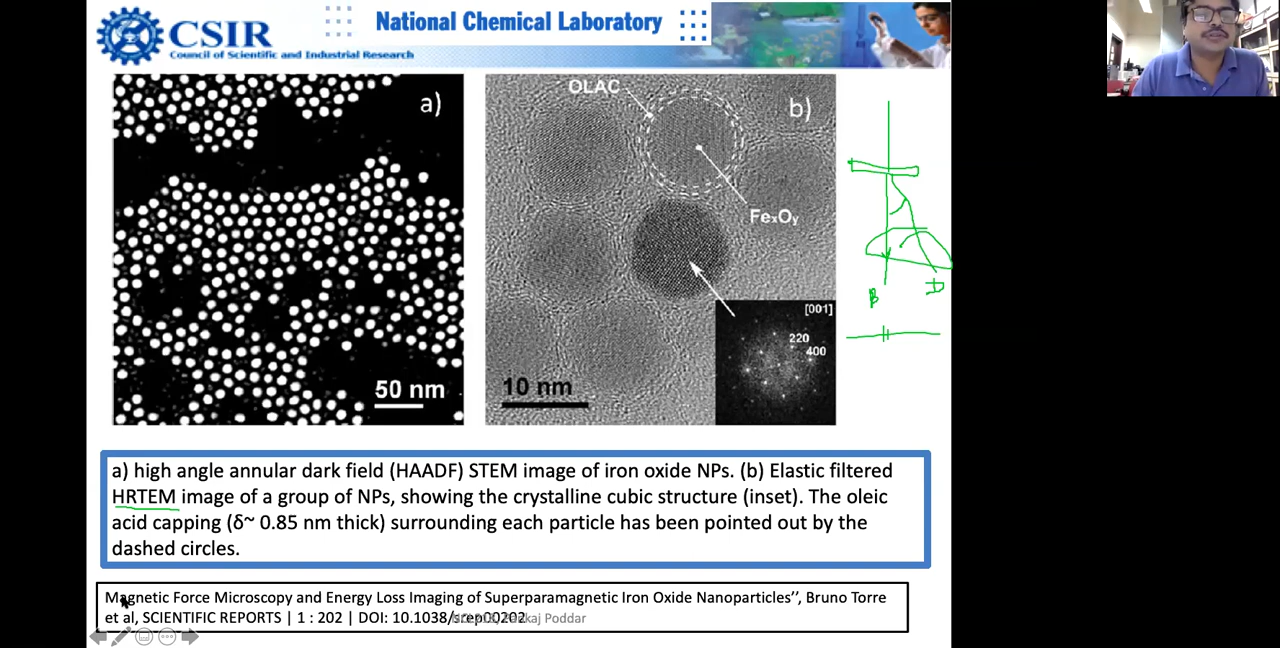 CSIR
Council of Scientific and Industrial Research
National Chemical Laboratory
a)
50 nm
OLAC
b)
FeₓOᵧ
[001]
220
400
10 nm
B
D
a) high angle annular dark field (HAADF) STEM image of iron oxide NPs. (b) Elastic filtered
HRTEM image of a group of NPs, showing the crystalline cubic structure (inset). The oleic
acid capping (δ~ 0.85 nm thick) surrounding each particle has been pointed out by the
dashed circles.
Magnetic Force Microscopy and Energy Loss Imaging of Superparamagnetic Iron Oxide Nanoparticles’’, Bruno Torre
et al, SCIENTIFIC REPORTS | 1 : 202 | DOI: 10.1038/srep00202
Pankaj Poddar